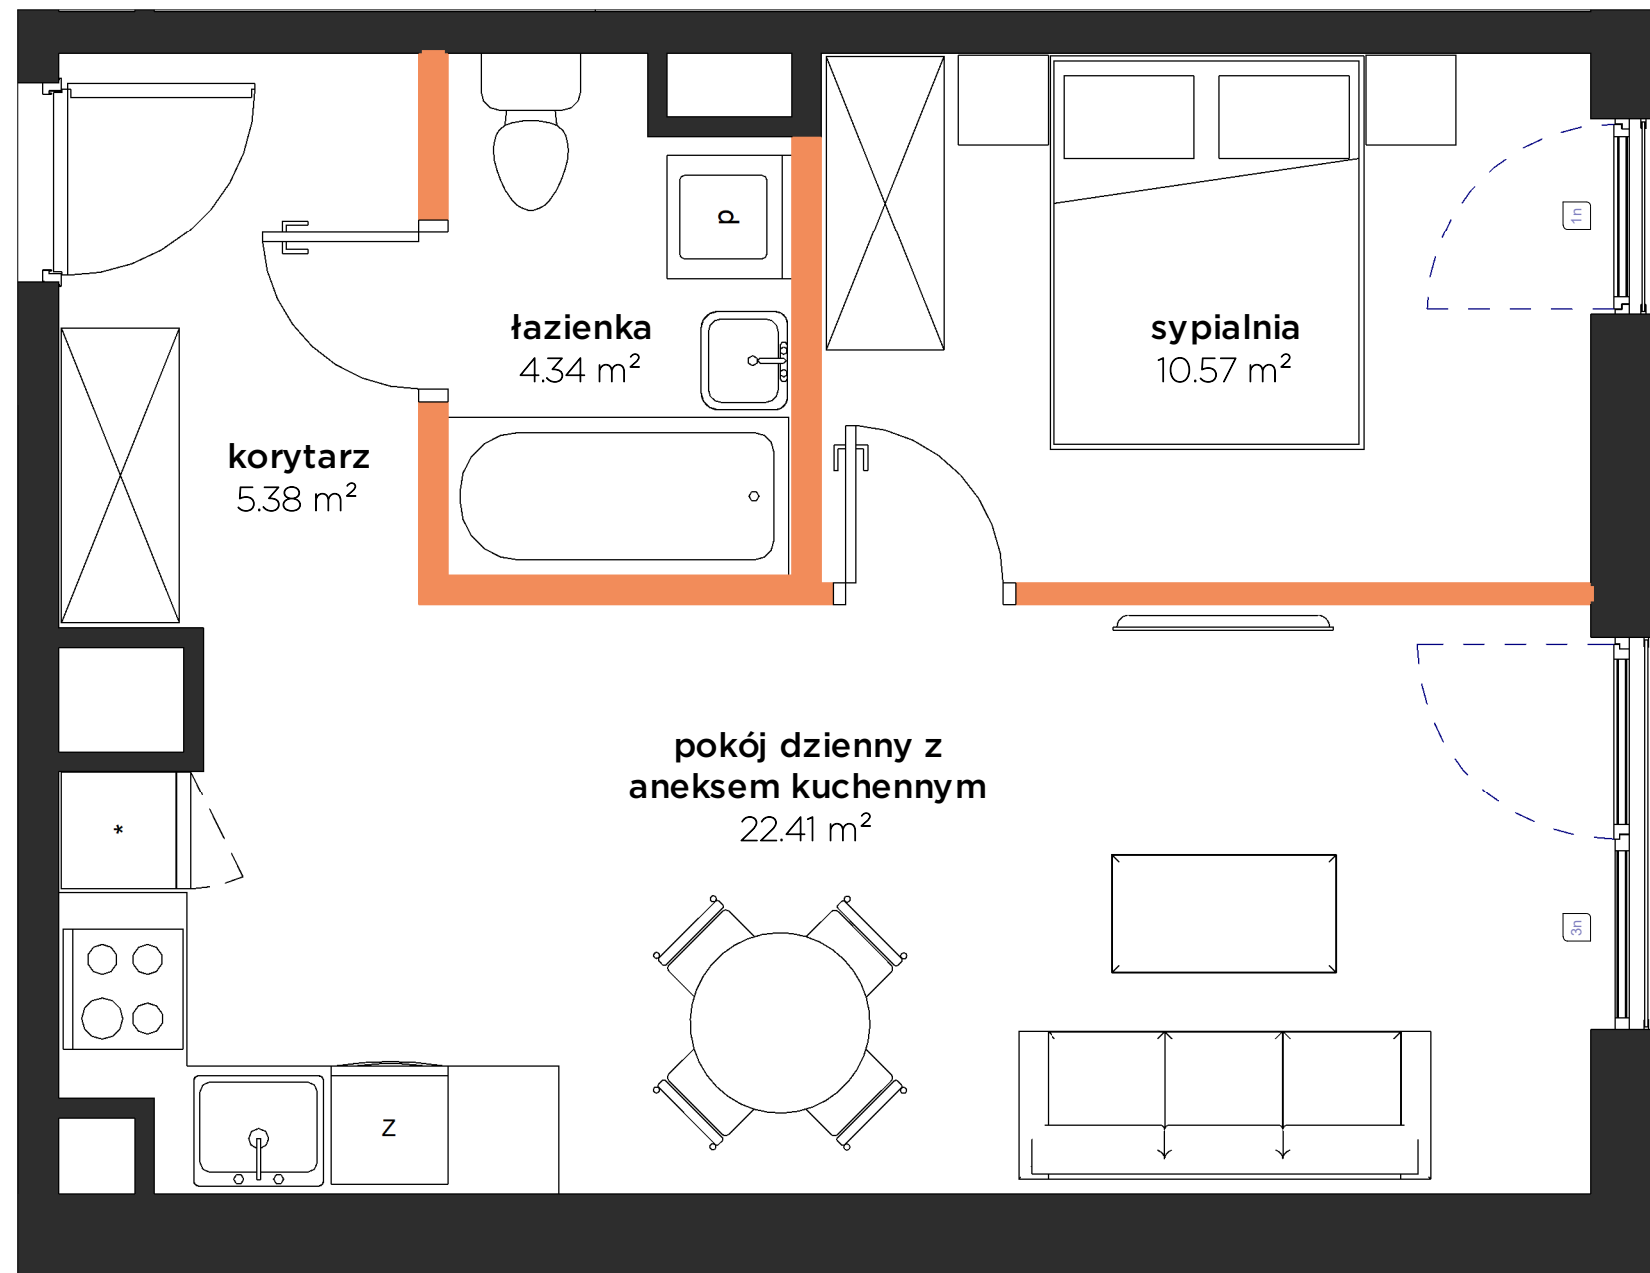 p
1n
łazienka
4.34 m²
sypialnia
10.57 m²
korytarz
5.38 m²
pokój dzienny z
aneksem kuchennym
22.41 m²
*
3n
Z